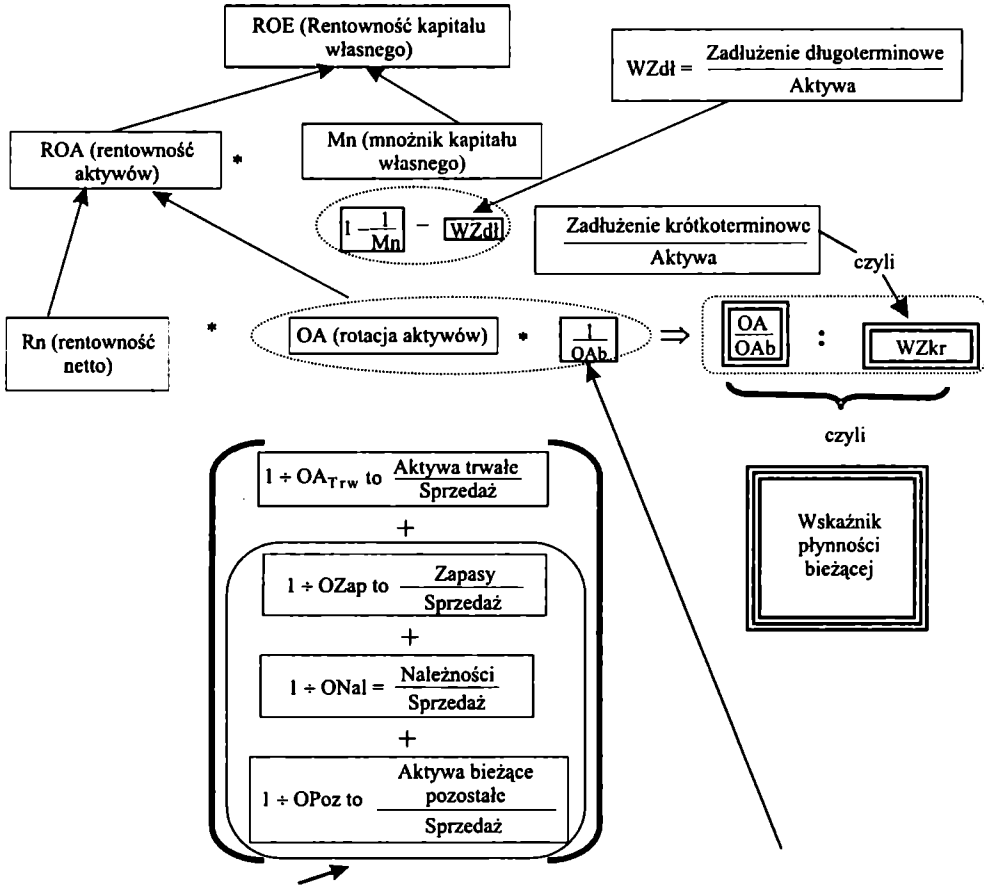 ROE (Rentowność kapitału
własnego)
WZdł = Zadłużenie długoterminowe
Aktywa
ROA (rentowność
aktywów)
*
Mn (mnożnik kapitału
własnego)
1 - 1
Mn
-
WZdł
Zadłużenie krótkoterminowe
Aktywa
czyli
Rn (rentowność
netto)
*
OA (rotacja aktywów)
*
1
OAb
⇒
OA
OAb
:
WZkr
czyli
Wskaźnik
płynności
bieżącej
1 ÷ OATrw to Aktywa trwałe
Sprzedaż
+
1 ÷ OZap to Zapasy
Sprzedaż
+
1 ÷ ONal = Należności
Sprzedaż
+
1 ÷ OPoz to Aktywa bieżące
pozostałe
Sprzedaż